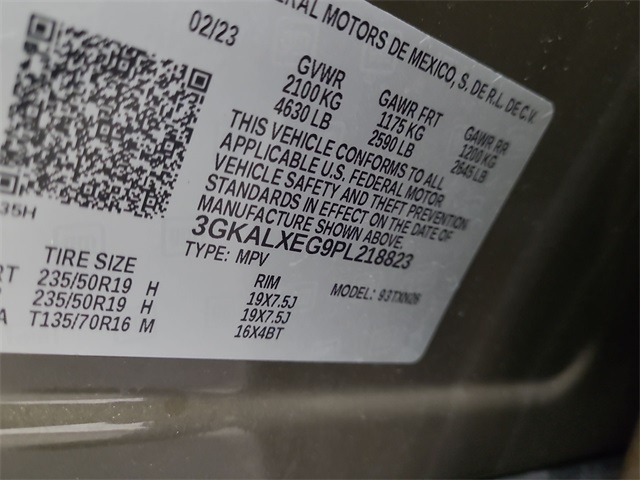 ERAL MOTORS DE MEXICO, S. DE R.L. DE C.V.
02/23
GVWR GAWR FRT GAWR RR
2100 KG 1175 KG 1200 KG
4630 LB 2590 LB 2645 LB
THIS VEHICLE CONFORMS TO ALL
APPLICABLE U.S. FEDERAL MOTOR
VEHICLE SAFETY AND THEFT PREVENTION
STANDARDS IN EFFECT ON THE DATE OF
MANUFACTURE SHOWN ABOVE.
3GKALXEG9PL218823
TYPE: MPV MODEL: 93TXN26
35H
TIRE SIZE RIM
RT 235/50R19 H 19X7.5J
235/50R19 H 19X7.5J
A T135/70R16 M 16X4BT